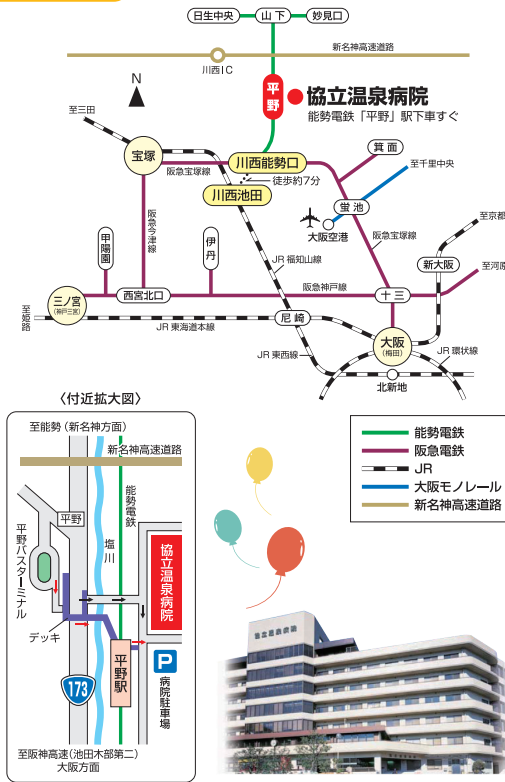 日生中央
山下
妙見口
新名神高速道路
川西IC
N
平野
協立温泉病院
能勢電鉄「平野」駅下車すぐ
至三田
宝塚
川西能勢口
箕面
阪急宝塚線
徒歩約7分
至千里中央
川西池田
蛍池
大阪空港
至京都
阪急今津線
甲陽園
伊丹
阪急宝塚線
新大阪
JR 福知山線
至河原
三ノ宮
(神戸三宮)
西宮北口
阪急神戸線
十三
至姫路
JR 東海道本線
尼崎
大阪
(梅田)
JR 東西線
JR 環状線
北新地
〈付近拡大図〉
至能勢(新名神方面)
新名神高速道路
能勢電鉄
平野
塩川
平野バスターミナル
協立温泉病院
デッキ
平野駅
P
病院駐車場
173
至阪神高速(池田木部第二)
大阪方面
能勢電鉄
阪急電鉄
JR
大阪モノレール
新名神高速道路
協立温泉病院